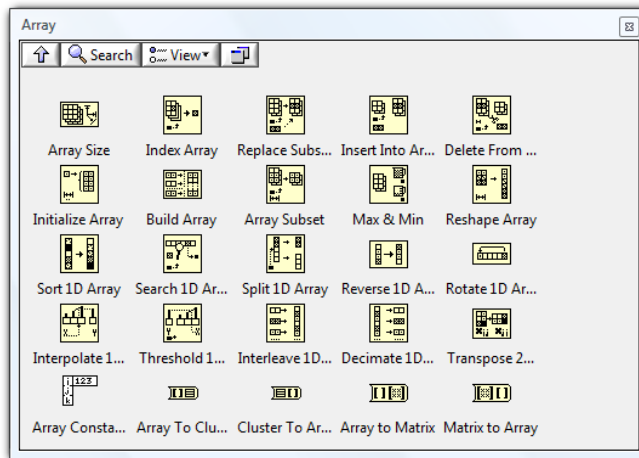 Array
Search View
Array Size Index Array Replace Subs... Insert Into Ar... Delete From ...
Initialize Array Build Array Array Subset Max & Min Reshape Array
Sort 1D Array Search 1D Ar... Split 1D Array Reverse 1D A... Rotate 1D Ar...
Interpolate 1... Threshold 1... Interleave 1D... Decimate 1D... Transpose 2...
i 123
j
k
Array Consta... Array To Clu... Cluster To Ar... Array to Matrix Matrix to Array